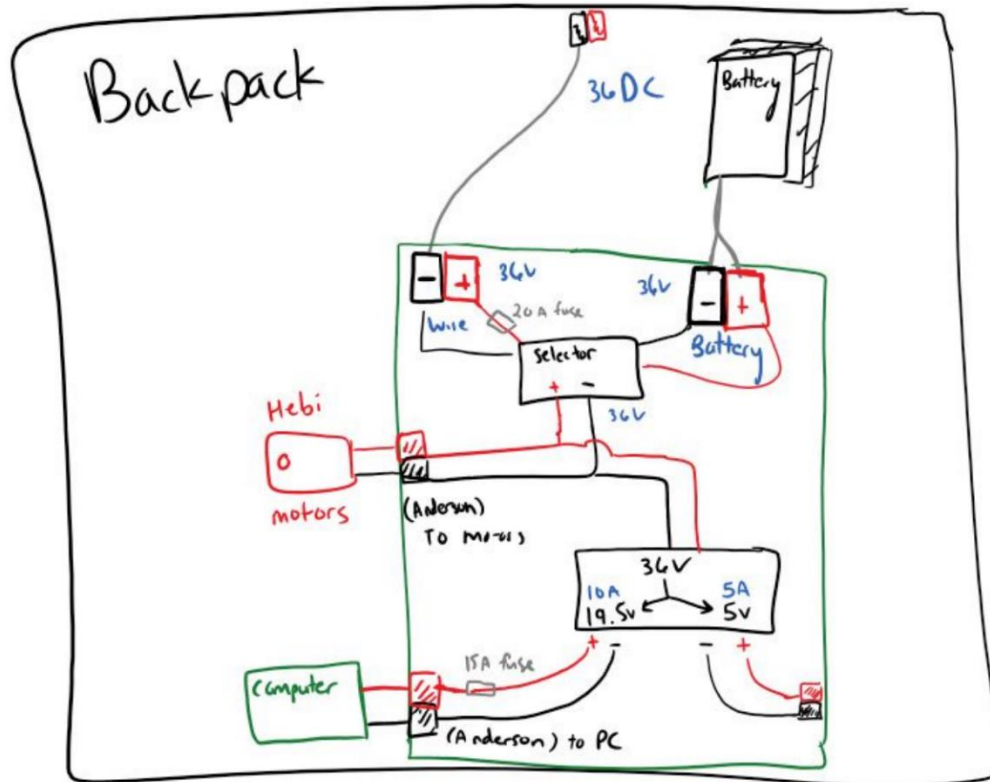 Backpack
36DC
Battery
- +
36V
20A fuse
Wire
36V
- +
Battery
Selector
+ -
36V
Hebi
motors
(Anderson)
To motors
36V
10A
19.5v
5A
5v
+ -
- +
15A fuse
Computer
(Anderson) to PC